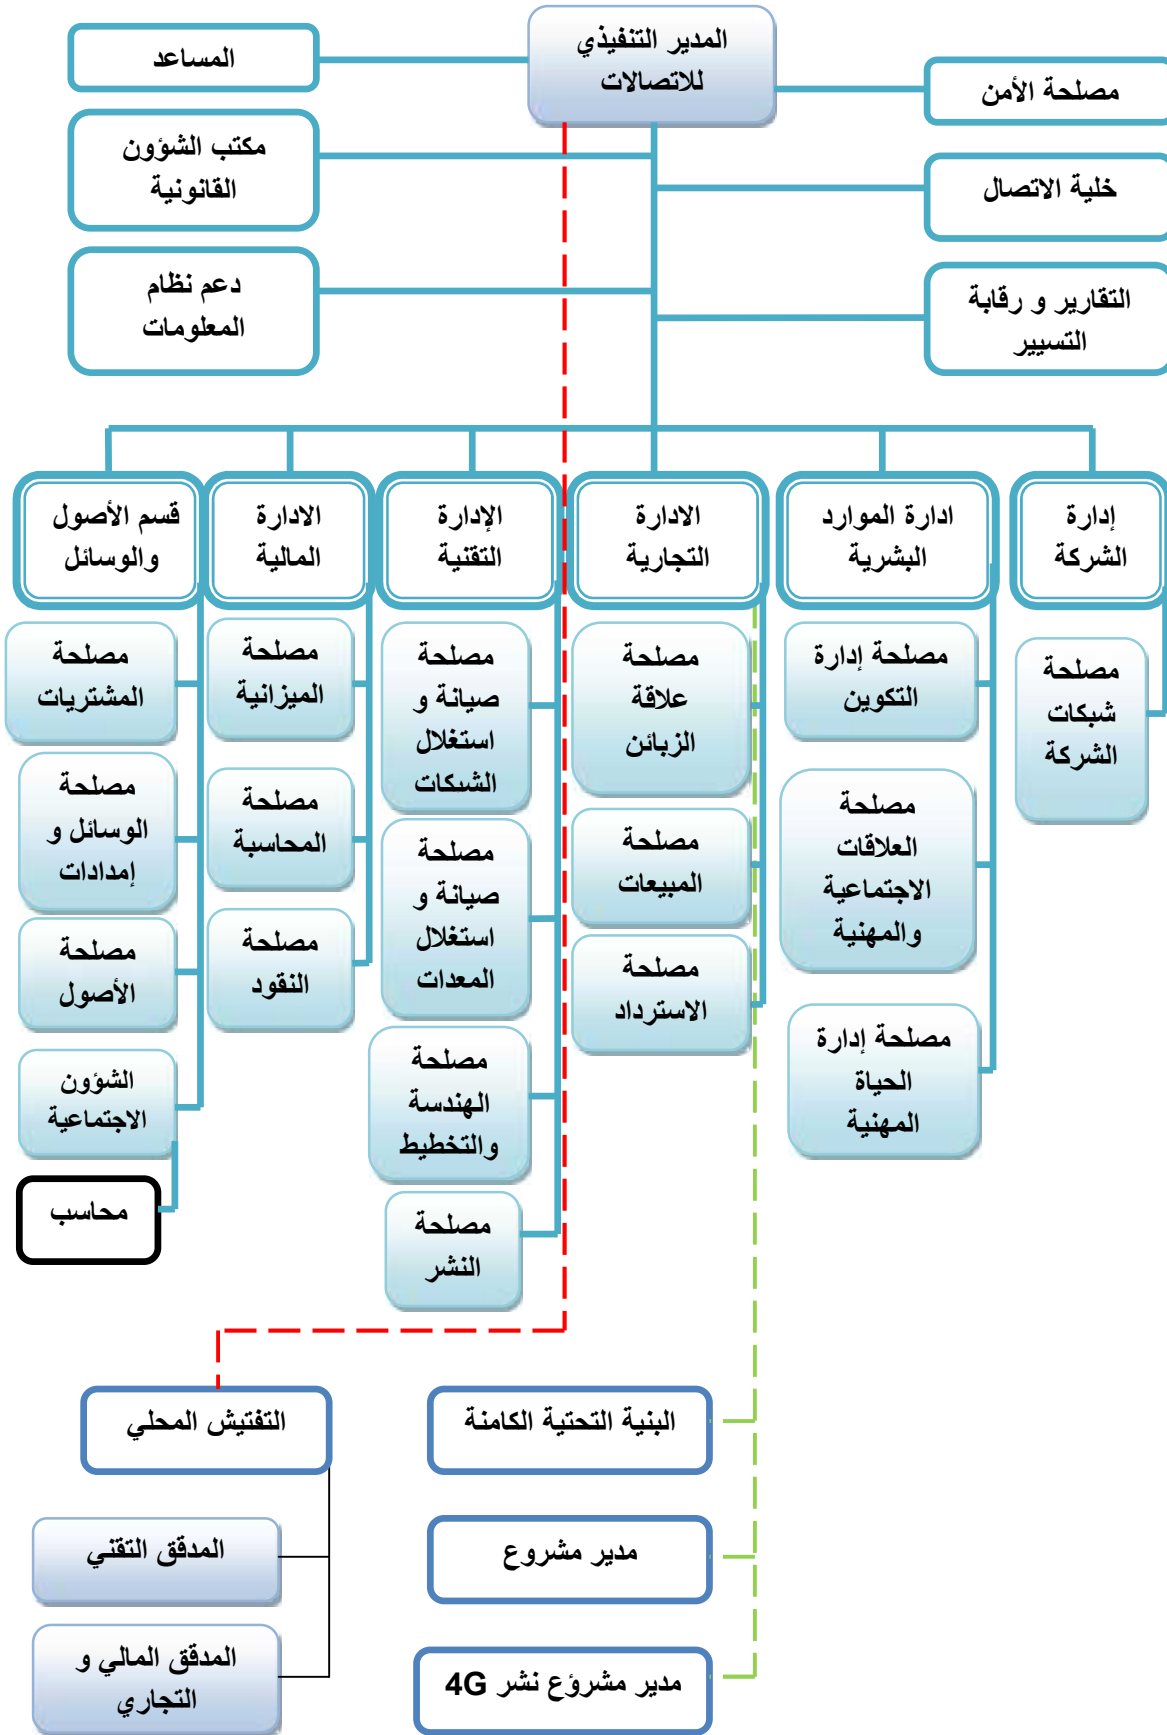 المدير التنفيذي
للاتصالات
المساعد
مصلحة الأمن
مكتب الشؤون
القانونية
خلية الاتصال
دعم نظام
المعلومات
التقارير و رقابة
التسيير
إدارة
الشركة
ادارة الموارد
البشرية
الادارة
التجارية
الإدارة
التقنية
الادارة
المالية
قسم الأصول
والوسائل
مصلحة
شبكات
الشركة
مصلحة إدارة
التكوين
مصلحة
العلاقات
الاجتماعية
والمهنية
مصلحة إدارة
الحياة
المهنية
مصلحة
علاقة
الزبائن
مصلحة
المبيعات
مصلحة
الاسترداد
مصلحة
صيانة و
استغلال
الشبكات
مصلحة
صيانة و
استغلال
المعدات
مصلحة
الهندسة
والتخطيط
مصلحة
النشر
مصلحة
الميزانية
مصلحة
المحاسبة
مصلحة
النقود
مصلحة
المشتريات
مصلحة
الوسائل و
إمدادات
مصلحة
الأصول
الشؤون
الاجتماعية
محاسب
البنية التحتية الكامنة
مدير مشروع
مدير مشرؤع نشر 4G
التفتيش المحلي
المدقق التقني
المدقق المالي و
التجاري